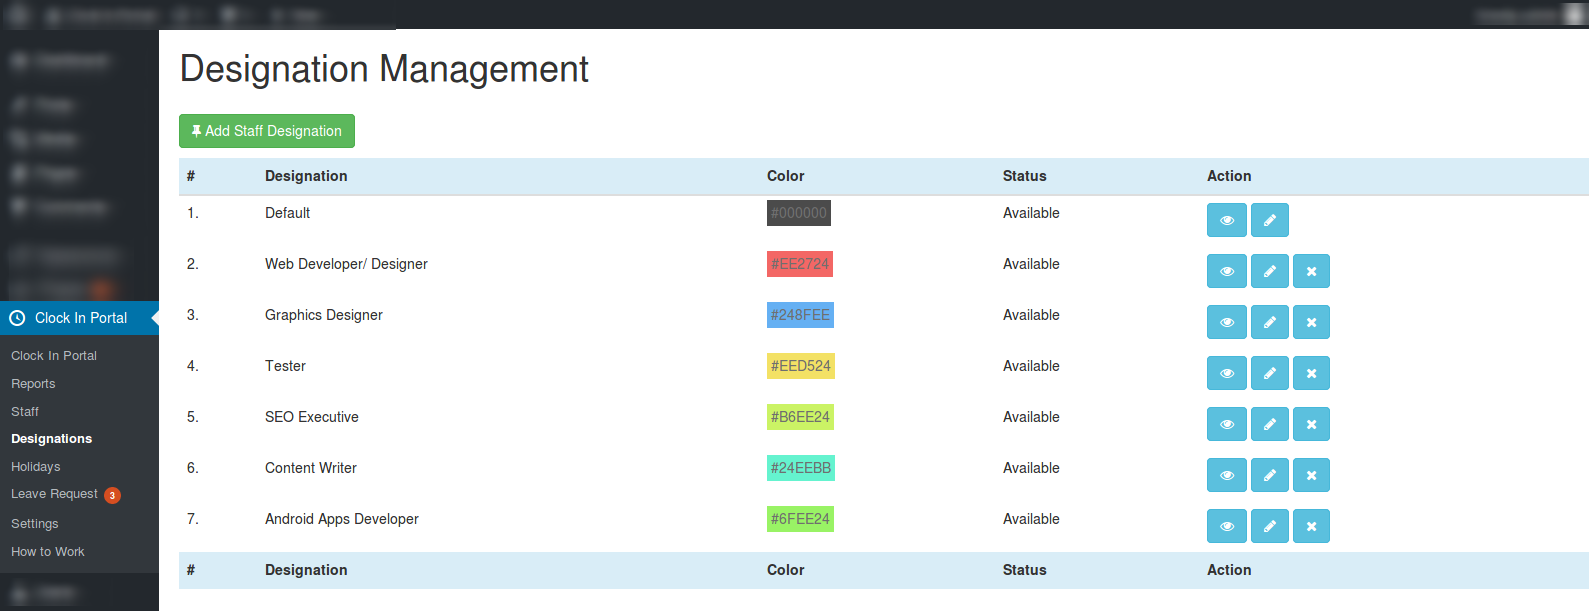 Designation Management
Add Staff Designation
# Designation Color Status Action
1. Default #000000 Available
2. Web Developer/ Designer #EE2724 Available
3. Graphics Designer #248FEE Available
4. Tester #EED524 Available
5. SEO Executive #B6EE24 Available
6. Content Writer #24EEBB Available
7. Android Apps Developer #6FEE24 Available
# Designation Color Status Action
Clock In Portal
Clock In Portal
Reports
Staff
Designations
Holidays
Leave Request 3
Settings
How to Work